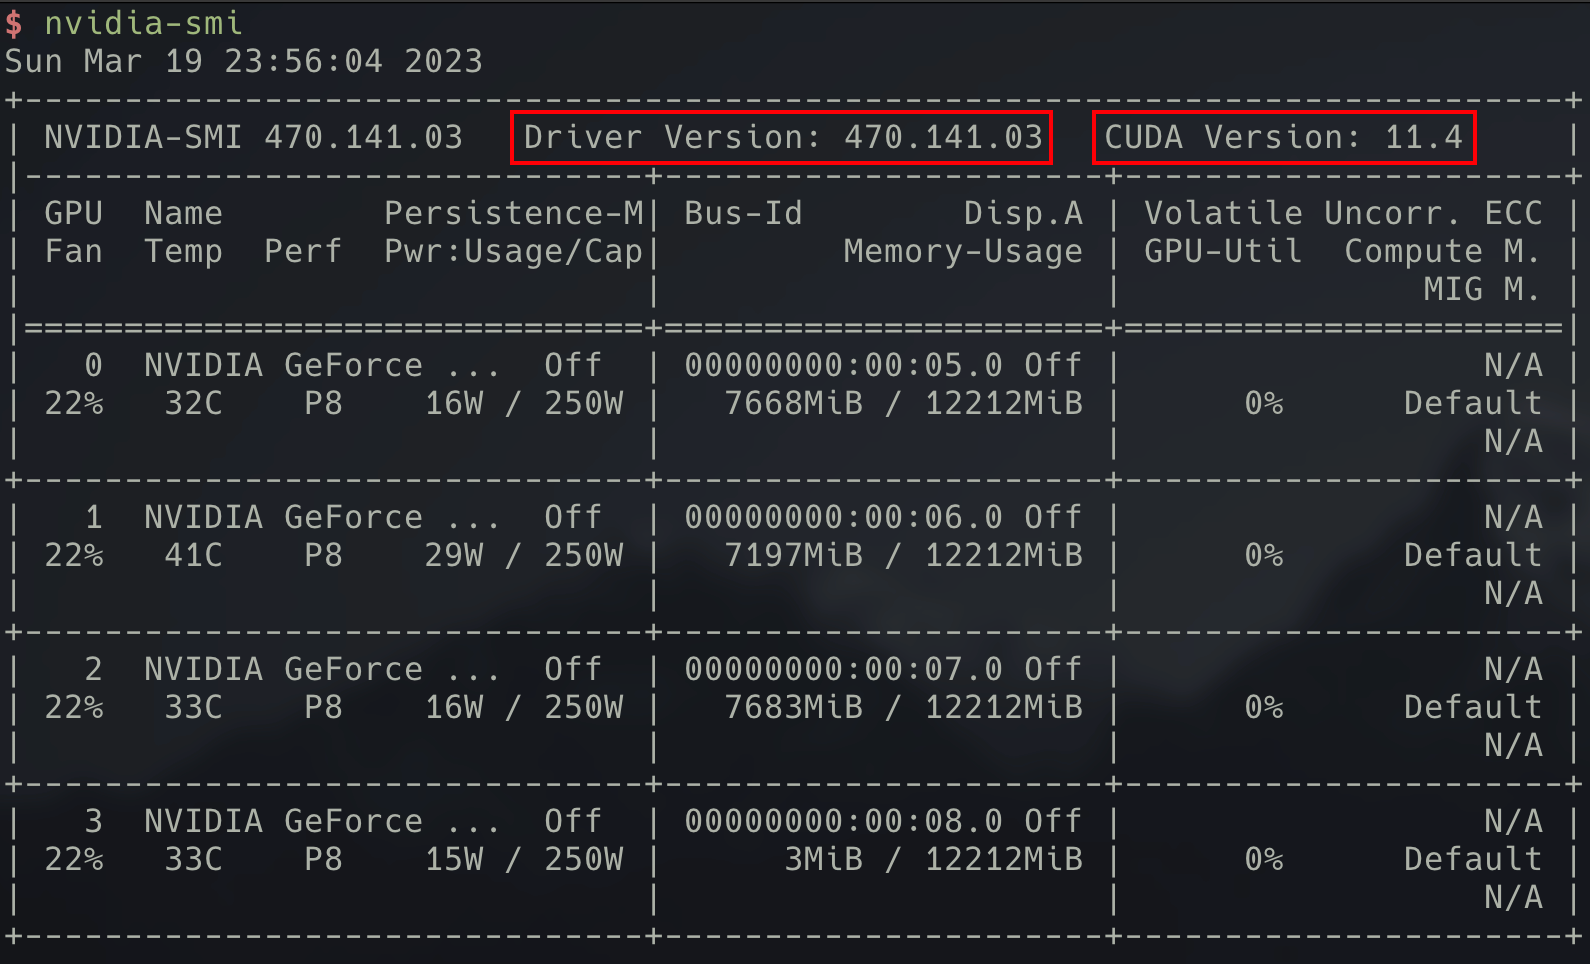 $ nvidia-smi
Sun Mar 19 23:56:04 2023
+-----------------------------------------------------------------------------+
| NVIDIA-SMI 470.141.03   Driver Version: 470.141.03   CUDA Version: 11.4     |
|-------------------------------+----------------------+----------------------+
| GPU  Name        Persistence-M| Bus-Id        Disp.A | Volatile Uncorr. ECC |
| Fan  Temp  Perf  Pwr:Usage/Cap|         Memory-Usage | GPU-Util  Compute M. |
|                               |                      |               MIG M. |
|===============================+======================+======================|
|   0  NVIDIA GeForce ...  Off  | 00000000:00:05.0 Off |                  N/A |
| 22%   32C    P8    16W / 250W |   7668MiB / 12212MiB |      0%      Default |
|                               |                      |                  N/A |
+-------------------------------+----------------------+----------------------+
|   1  NVIDIA GeForce ...  Off  | 00000000:00:06.0 Off |                  N/A |
| 22%   41C    P8    29W / 250W |   7197MiB / 12212MiB |      0%      Default |
|                               |                      |                  N/A |
+-------------------------------+----------------------+----------------------+
|   2  NVIDIA GeForce ...  Off  | 00000000:00:07.0 Off |                  N/A |
| 22%   33C    P8    16W / 250W |   7683MiB / 12212MiB |      0%      Default |
|                               |                      |                  N/A |
+-------------------------------+----------------------+----------------------+
|   3  NVIDIA GeForce ...  Off  | 00000000:00:08.0 Off |                  N/A |
| 22%   33C    P8    15W / 250W |      3MiB / 12212MiB |      0%      Default |
|                               |                      |                  N/A |
+-------------------------------+----------------------+----------------------+